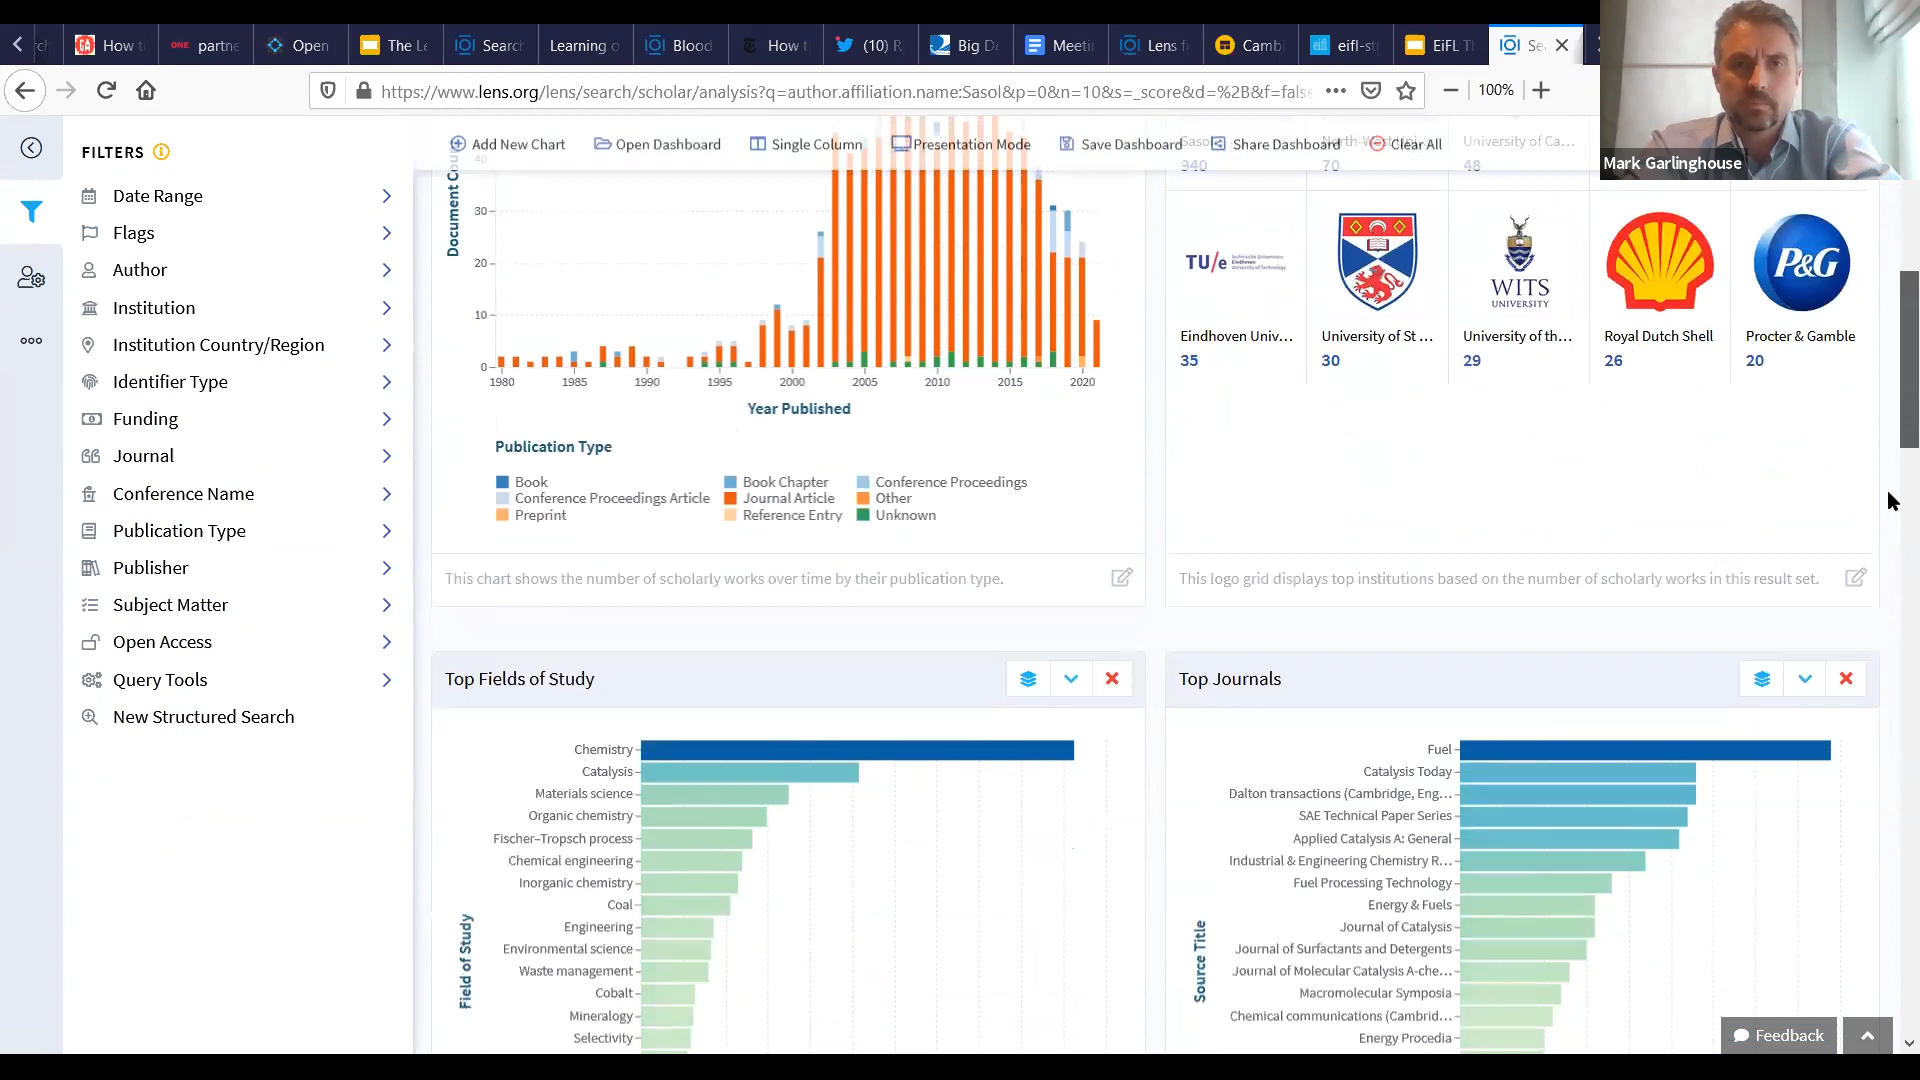 How t
ONE
partne
Open
The Le
Search
Learning o
Blood
How t
(10) R
Big D
Meeti
Lens f
Cambi
eifl
eifl-st
EiFL T
Se
https://www.lens.org/lens/search/scholar/analysis?q=author.affiliation.name:Sasol&p=0&n=10&s=_score&d=%2B&f=false
100%
Mark Garlinghouse
FILTERS
Date Range
Flags
Author
Institution
Institution Country/Region
Identifier Type
Funding
Journal
Conference Name
Publication Type
Publisher
Subject Matter
Open Access
Query Tools
New Structured Search
Add New Chart
Open Dashboard
Single Column
Presentation Mode
Save Dashboard
Share Dashboard
Clear All
Document Cou
40
30
20
10
0
1980
1985
1990
1995
2000
2005
2010
2015
2020
Year Published
Publication Type
Book
Book Chapter
Conference Proceedings
Conference Proceedings Article
Journal Article
Other
Preprint
Reference Entry
Unknown
This chart shows the number of scholarly works over time by their publication type.
Sasol
University of Ca...
940
70
48
TU/e
WITS
UNIVERSITY
P&G
Eindhoven Univ...
University of St ...
University of th...
Royal Dutch Shell
Procter & Gamble
35
30
29
26
20
This logo grid displays top institutions based on the number of scholarly works in this result set.
Top Fields of Study
Chemistry
Catalysis
Materials science
Organic chemistry
Fischer–Tropsch process
Chemical engineering
Inorganic chemistry
Coal
Engineering
Environmental science
Waste management
Cobalt
Mineralogy
Selectivity
Field of Study
Top Journals
Fuel
Catalysis Today
Dalton transactions (Cambridge, Eng...
SAE Technical Paper Series
Applied Catalysis A: General
Industrial & Engineering Chemistry R...
Fuel Processing Technology
Energy & Fuels
Journal of Catalysis
Journal of Surfactants and Detergents
Journal of Molecular Catalysis A-che...
Macromolecular Symposia
Chemical communications (Cambrid...
Energy Procedia
Source Title
Feedback